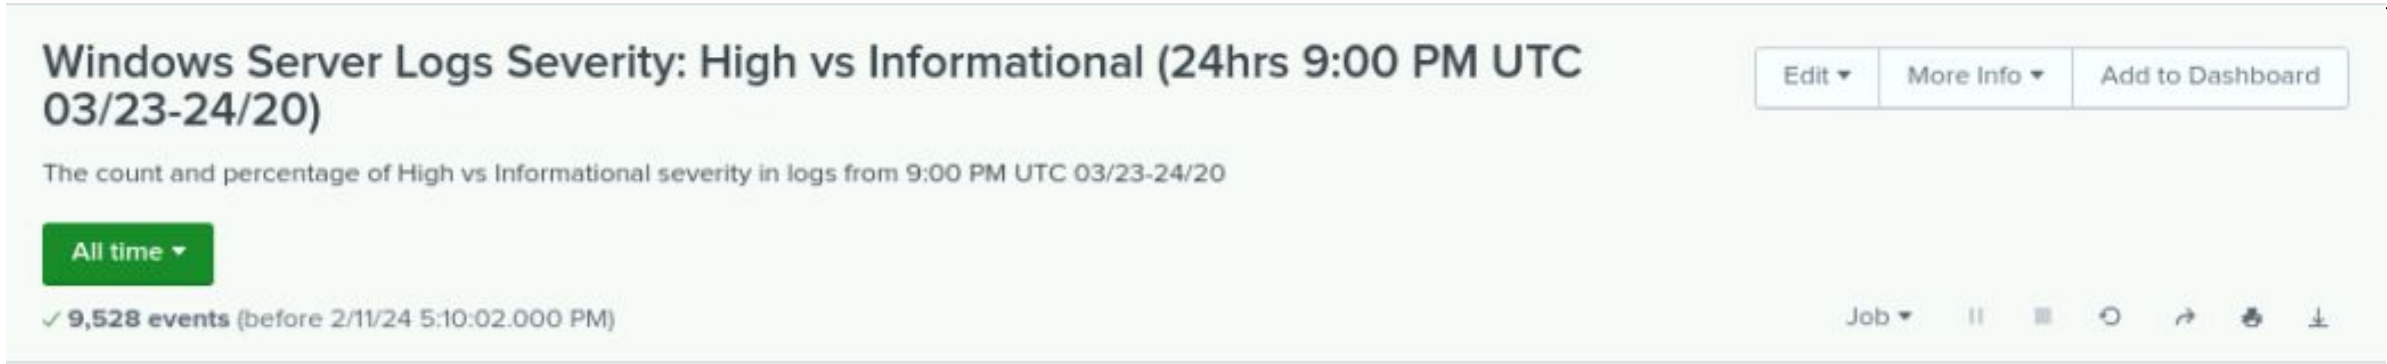 Windows Server Logs Severity: High vs Informational (24hrs 9:00 PM UTC
03/23-24/20)
Edit
More Info
Add to Dashboard
The count and percentage of High vs Informational severity in logs from 9:00 PM UTC 03/23-24/20
All time
9,528 events (before 2/11/24 5:10:02.000 PM)
Job